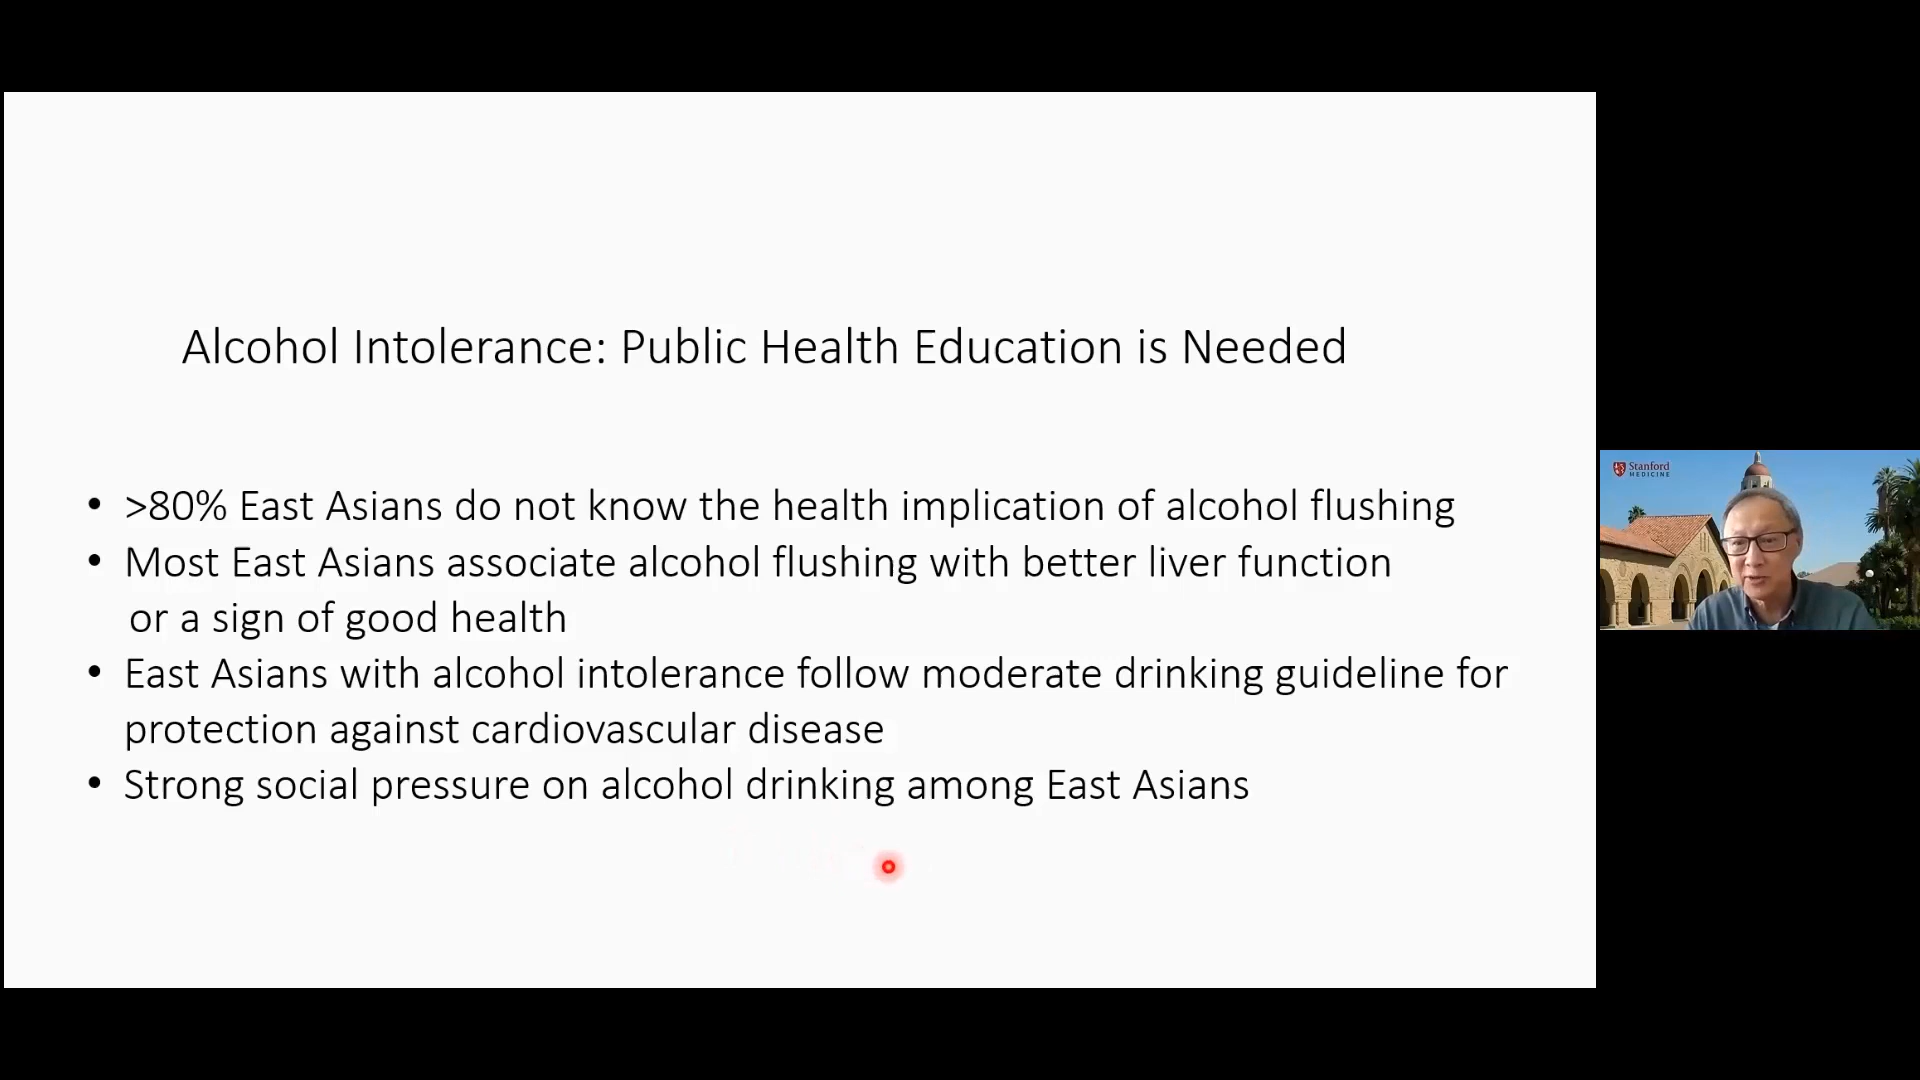 Alcohol Intolerance: Public Health Education is Needed
• >80% East Asians do not know the health implication of alcohol flushing
• Most East Asians associate alcohol flushing with better liver function
or a sign of good health
• East Asians with alcohol intolerance follow moderate drinking guideline for
protection against cardiovascular disease
• Strong social pressure on alcohol drinking among East Asians
Stanford
MEDICINE